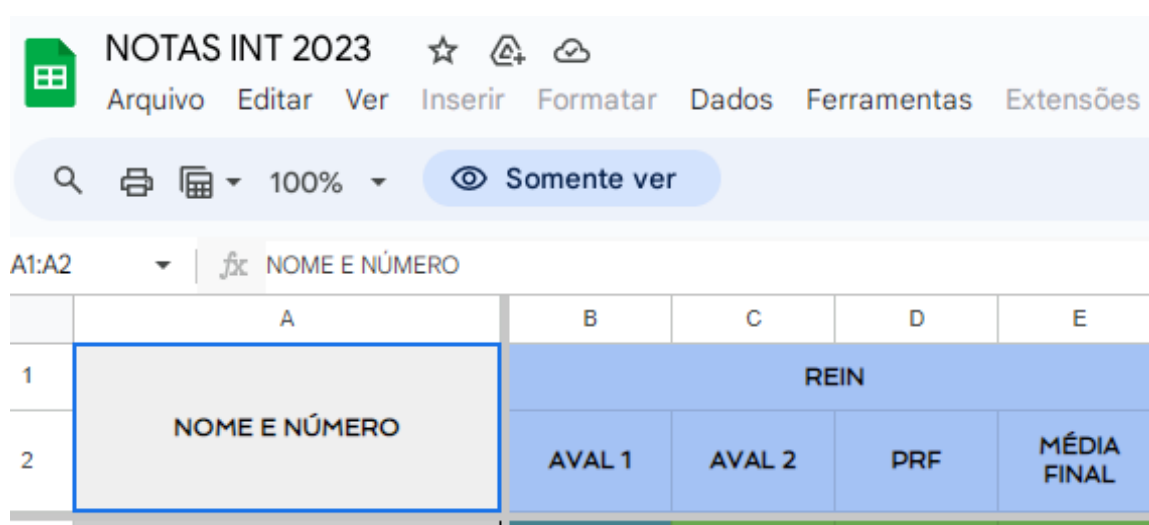 NOTAS INT 2023
Arquivo Editar Ver Inserir Formatar Dados Ferramentas Extensões
100% Somente ver
A1:A2 fx NOME E NÚMERO
A B C D E
1 REIN
NOME E NÚMERO
2 AVAL 1 AVAL 2 PRF MÉDIA
FINAL